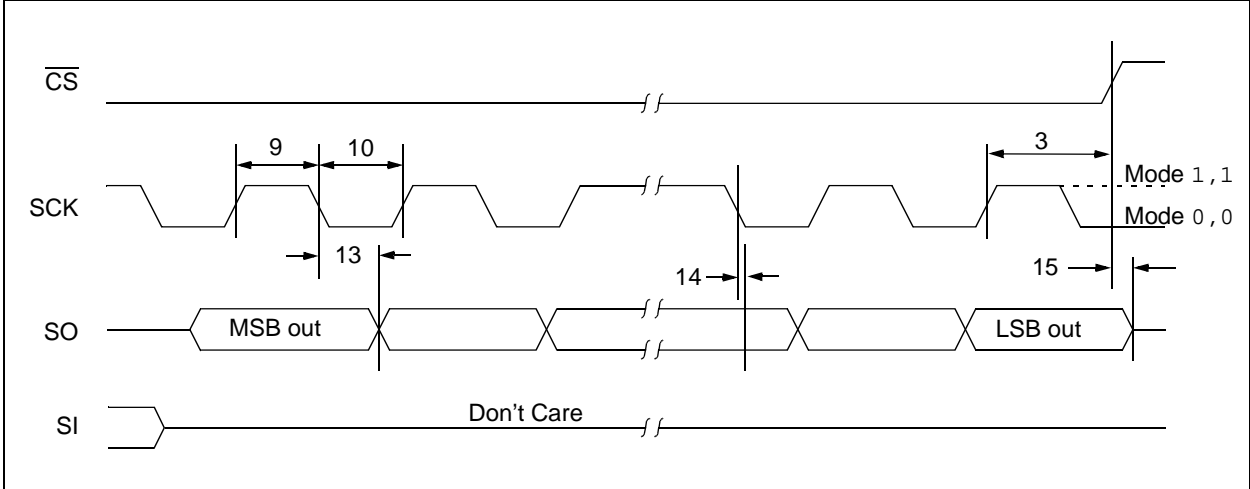 CS
9
10
3
SCK
Mode 1,1
Mode 0,0
13
14
15
SO
MSB out
LSB out
SI
Don't Care